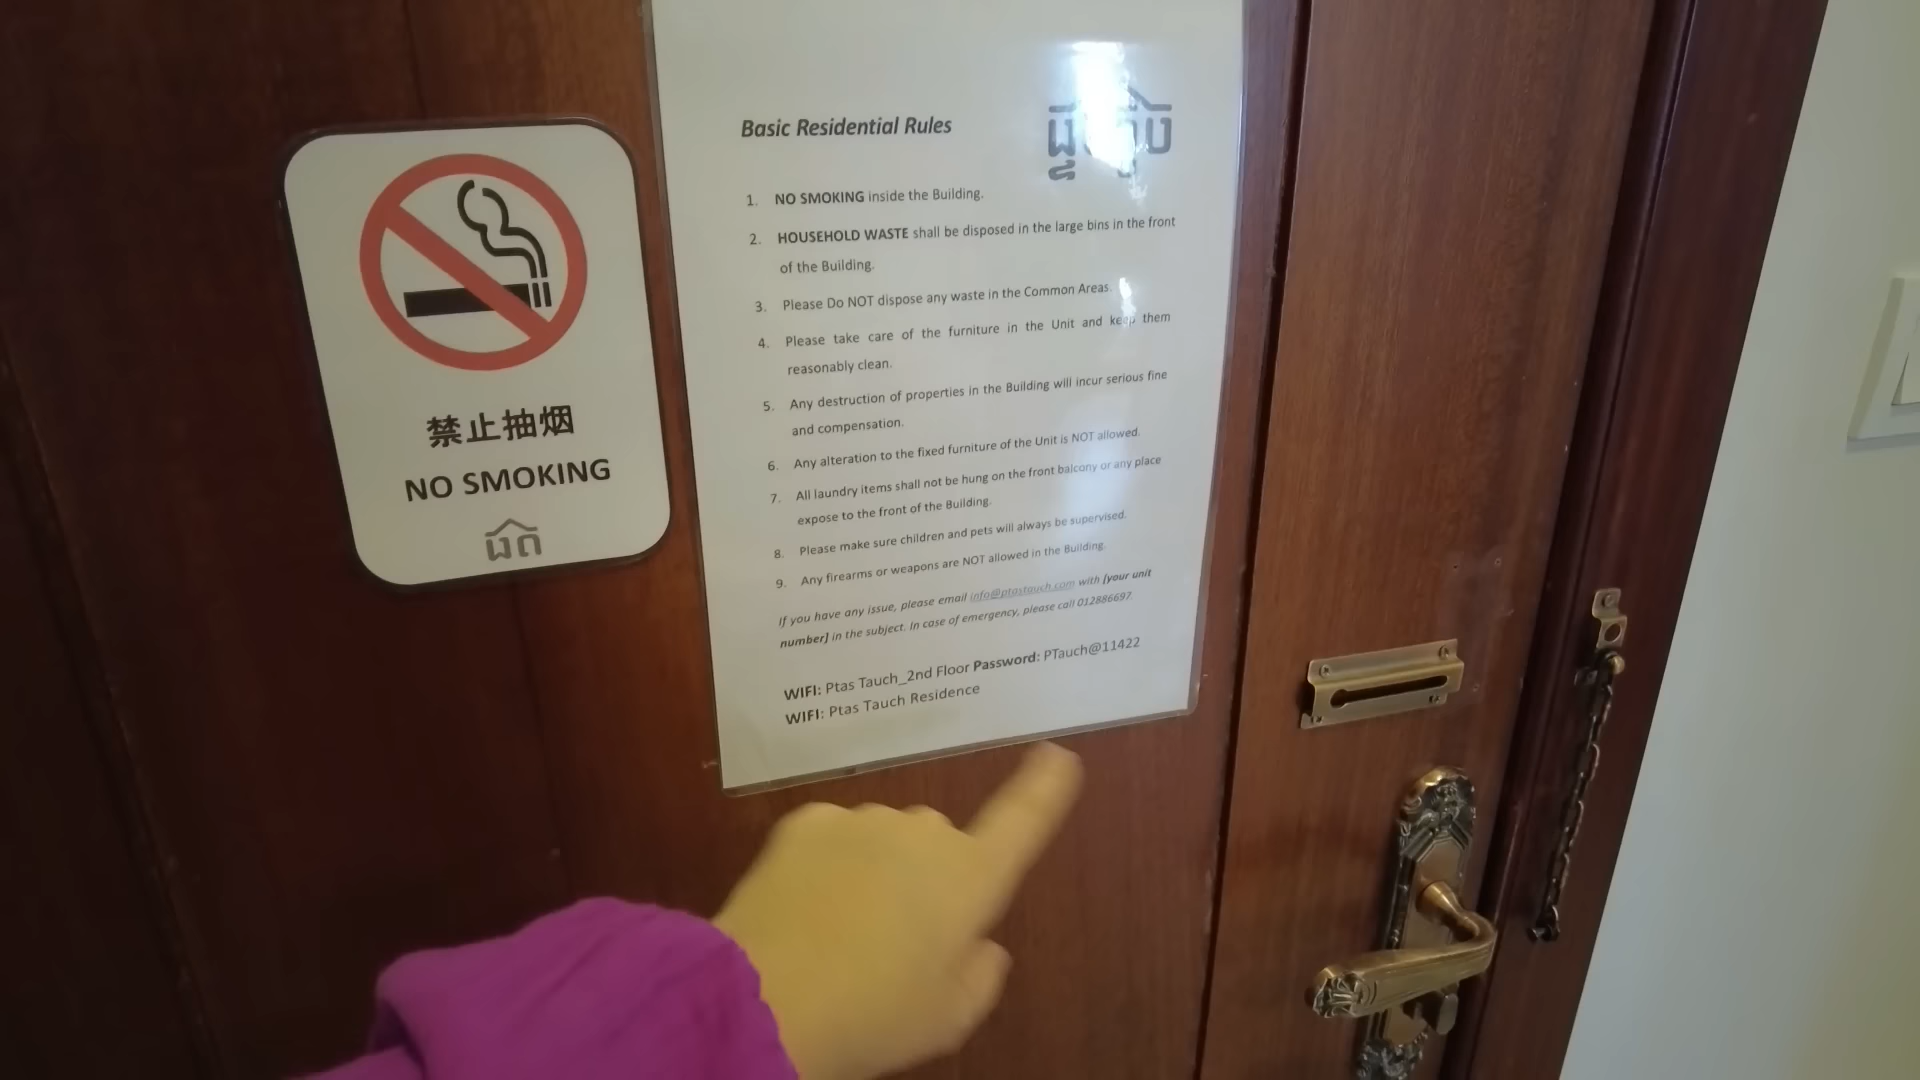 禁止抽烟
NO SMOKING
Basic Residential Rules
1. NO SMOKING inside the Building.
2. HOUSEHOLD WASTE shall be disposed in the large bins in the front
of the Building.
3. Please Do NOT dispose any waste in the Common Areas.
4. Please take care of the furniture in the Unit and keep them
reasonably clean.
5. Any destruction of properties in the Building will incur serious fine
and compensation.
6. Any alteration to the fixed furniture of the Unit is NOT allowed.
7. All laundry items shall not be hung on the front balcony or any place
expose to the front of the Building.
8. Please make sure children and pets will always be supervised.
9. Any firearms or weapons are NOT allowed in the Building.
If you have any issue, please email info@ptastauch.com with [your unit
number] in the subject. In case of emergency, please call 012886697.
WIFI: Ptas Tauch_2nd Floor Password: PTauch@11422
WIFI: Ptas Tauch Residence